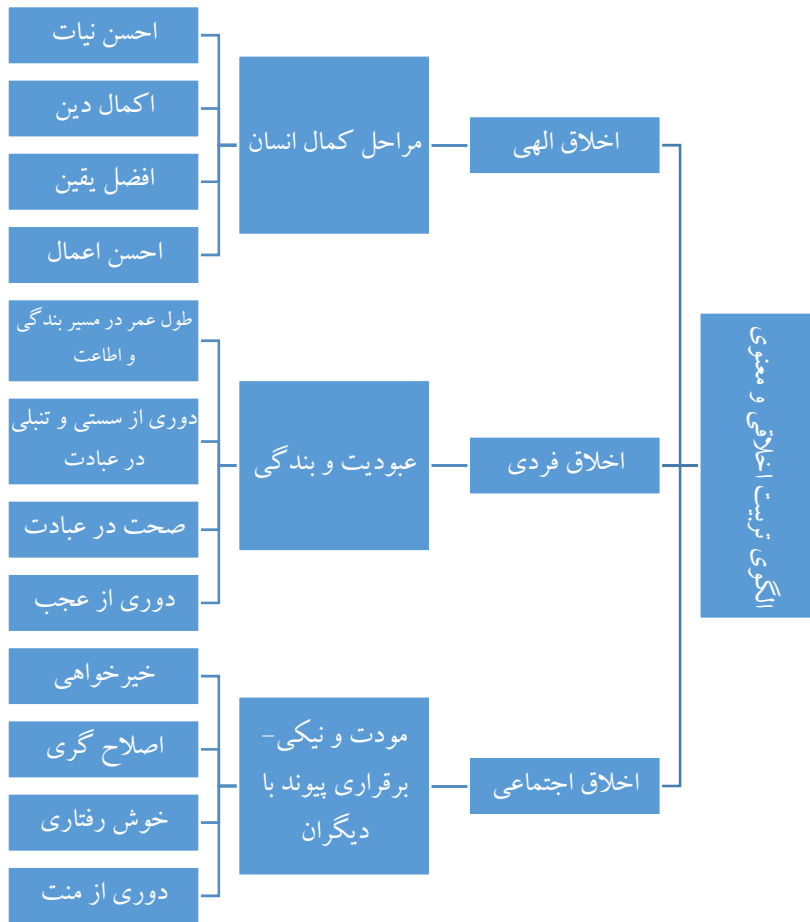 الگوی تربیت اخلاقی و معنوی
اخلاق الهی
مراحل کمال انسان
احسن نیات
اکمال دین
افضل یقین
احسن اعمال
اخلاق فردی
عبودیت و بندگی
طول عمر در مسیر بندگی
و اطاعت
دوری از سستی و تنبلی
در عبادت
صحت در عبادت
دوری از عجب
اخلاق اجتماعی
مودت و نیکی–
برقراری پیوند با
دیگران
خیرخواهی
اصلاح گری
خوش رفتاری
دوری از منت